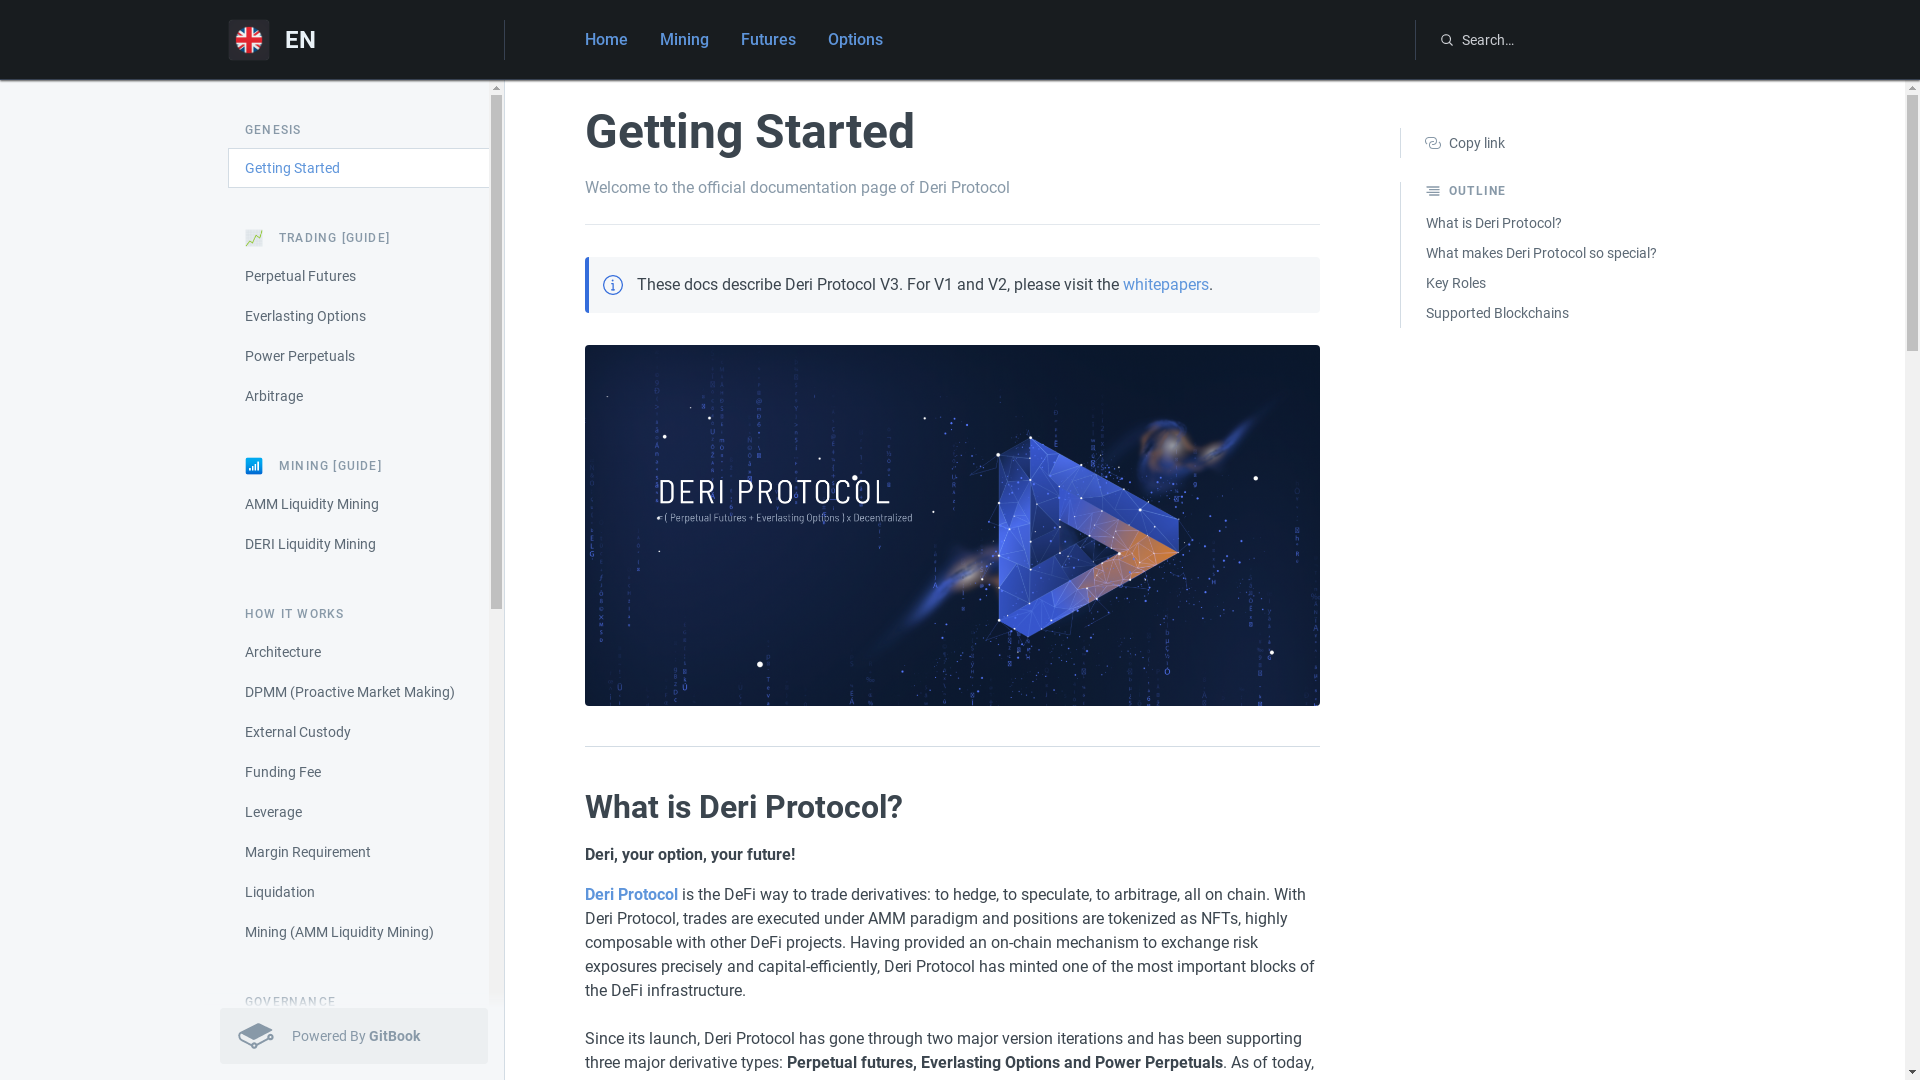 EN
Home Mining Futures Options
Search…
GENESIS
Getting Started
TRADING [GUIDE]
Perpetual Futures
Everlasting Options
Power Perpetuals
Arbitrage
MINING [GUIDE]
AMM Liquidity Mining
DERI Liquidity Mining
HOW IT WORKS
Architecture
DPMM (Proactive Market Making)
External Custody
Funding Fee
Leverage
Margin Requirement
Liquidation
Mining (AMM Liquidity Mining)
GOVERNANCE
Powered By GitBook
Getting Started
Welcome to the official documentation page of Deri Protocol
These docs describe Deri Protocol V3. For V1 and V2, please visit the whitepapers.
DERI PROTOCOL
=( Perpetual Futures + Everlasting Options ) x Decentralized
What is Deri Protocol?
Deri, your option, your future!
Deri Protocol is the DeFi way to trade derivatives: to hedge, to speculate, to arbitrage, all on chain. With
Deri Protocol, trades are executed under AMM paradigm and positions are tokenized as NFTs, highly
composable with other DeFi projects. Having provided an on-chain mechanism to exchange risk
exposures precisely and capital-efficiently, Deri Protocol has minted one of the most important blocks of
the DeFi infrastructure.
Since its launch, Deri Protocol has gone through two major version iterations and has been supporting
three major derivative types: Perpetual futures, Everlasting Options and Power Perpetuals. As of today,
Copy link
OUTLINE
What is Deri Protocol?
What makes Deri Protocol so special?
Key Roles
Supported Blockchains